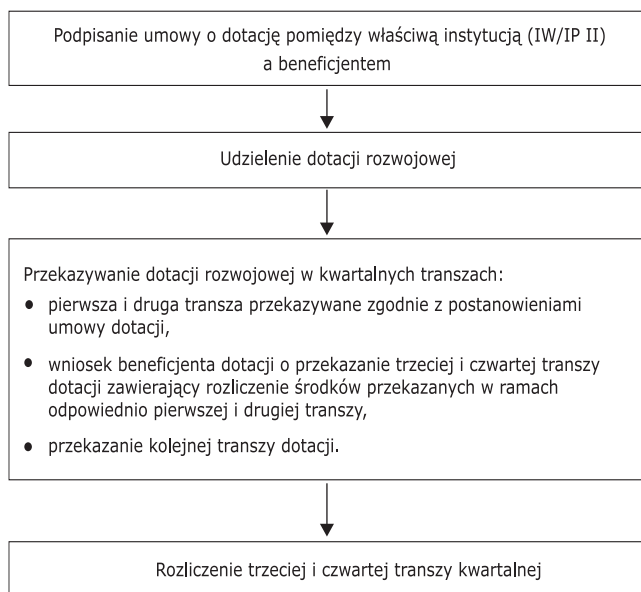 Podpisanie umowy o dotację pomiędzy właściwą instytucją (IW/IP II)
a beneficjentem
Udzielenie dotacji rozwojowej
Przekazywanie dotacji rozwojowej w kwartalnych transzach:
• pierwsza i druga transza przekazywane zgodnie z postanowieniami
umowy dotacji,
• wniosek beneficjenta dotacji o przekazanie trzeciej i czwartej transzy
dotacji zawierający rozliczenie środków przekazanych w ramach
odpowiednio pierwszej i drugiej transzy,
• przekazanie kolejnej transzy dotacji.
Rozliczenie trzeciej i czwartej transzy kwartalnej